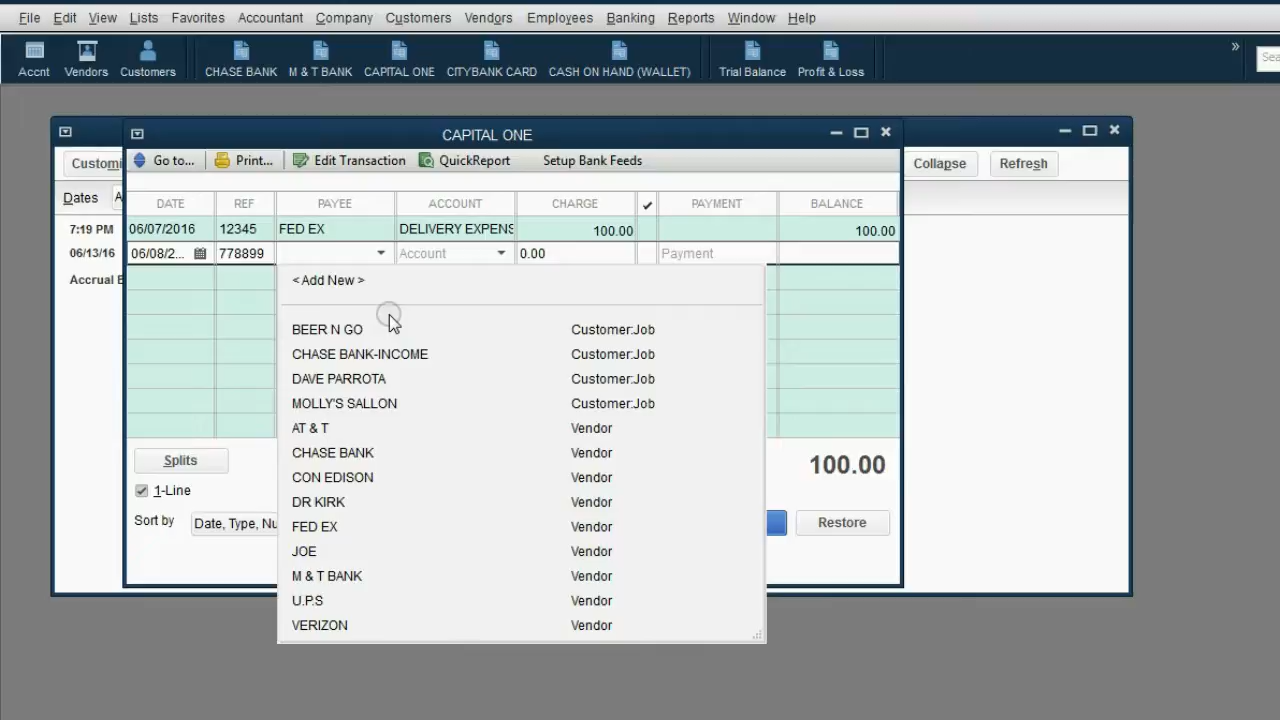 File Edit View Lists Favorites Accountant Company Customers Vendors Employees Banking Reports Window Help
Accnt Vendors Customers CHASE BANK M & T BANK CAPITAL ONE CITYBANK CARD CASH ON HAND (WALLET) Trial Balance Profit & Loss » Sea
CAPITAL ONE
Customi Go to... Print... Edit Transaction QuickReport Setup Bank Feeds Collapse Refresh
Dates A DATE REF PAYEE ACCOUNT CHARGE ✔ PAYMENT BALANCE
7:19 PM 06/07/2016 12345 FED EX DELIVERY EXPENS 100.00 100.00
06/13/16 06/08/2... 778899 Account 0.00 Payment
Accrual B < Add New >
BEER N GO Customer:Job
CHASE BANK-INCOME Customer:Job
DAVE PARROTA Customer:Job
MOLLY'S SALLON Customer:Job
AT & T Vendor
CHASE BANK Vendor
Splits 100.00
CON EDISON Vendor
1-Line
DR KIRK Vendor
Sort by Date, Type, Nu Restore
FED EX Vendor
JOE Vendor
M & T BANK Vendor
U.P.S Vendor
VERIZON Vendor